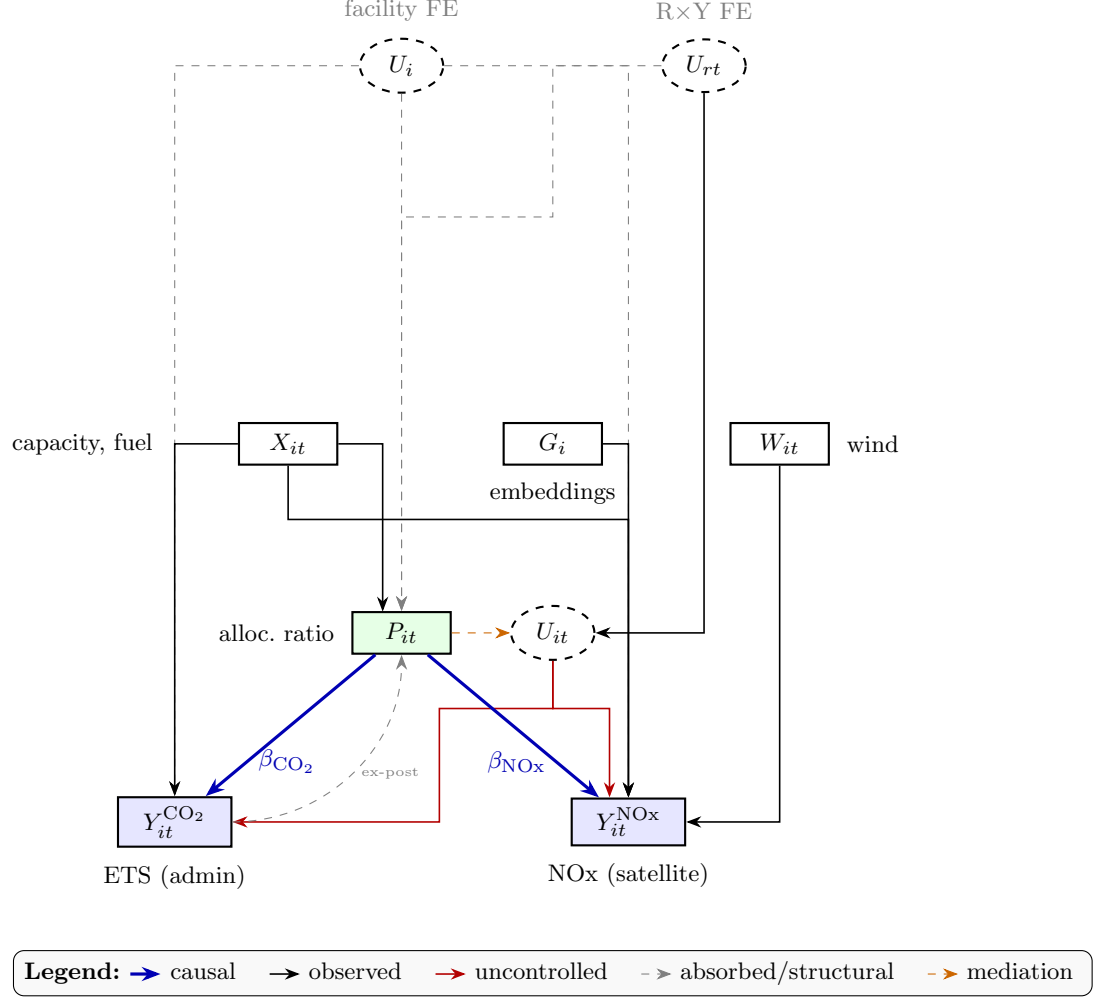 facility FE
R×Y FE
U_i
U_rt
capacity, fuel
X_it
G_i
W_it
wind
embeddings
alloc. ratio
P_it
U_it
β_CO₂
β_NOx
ex-post
Y_it^CO₂
Y_it^NOx
ETS (admin)
NOx (satellite)
Legend: causal observed uncontrolled absorbed/structural mediation